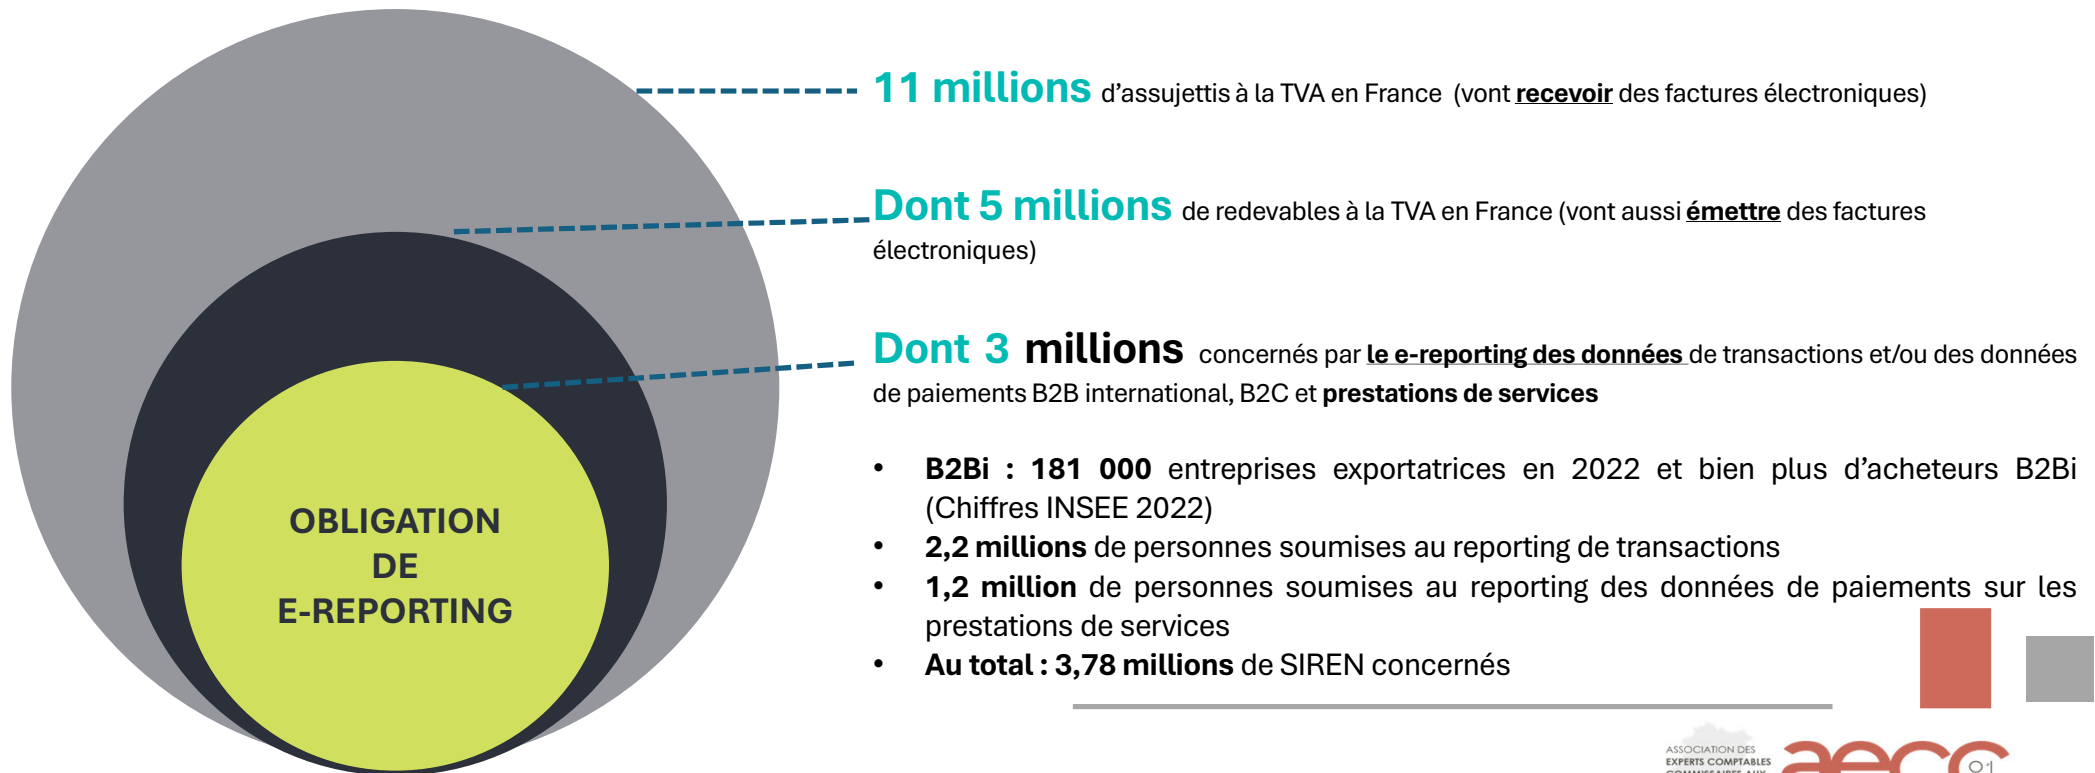 11 millions d’assujettis à la TVA en France (vont recevoir des factures électroniques)
Dont 5 millions de redevables à la TVA en France (vont aussi émettre des factures
électroniques)
Dont 3 millions concernés par le e-reporting des données de transactions et/ou des données
de paiements B2B international, B2C et prestations de services
• B2Bi : 181 000 entreprises exportatrices en 2022 et bien plus d’acheteurs B2Bi
(Chiffres INSEE 2022)
• 2,2 millions de personnes soumises au reporting de transactions
• 1,2 million de personnes soumises au reporting des données de paiements sur les
prestations de services
• Au total : 3,78 millions de SIREN concernés
OBLIGATION
DE
E-REPORTING
ASSOCIATION DES
EXPERTS COMPTABLES
COMMISSAIRES AUX
aecc
01